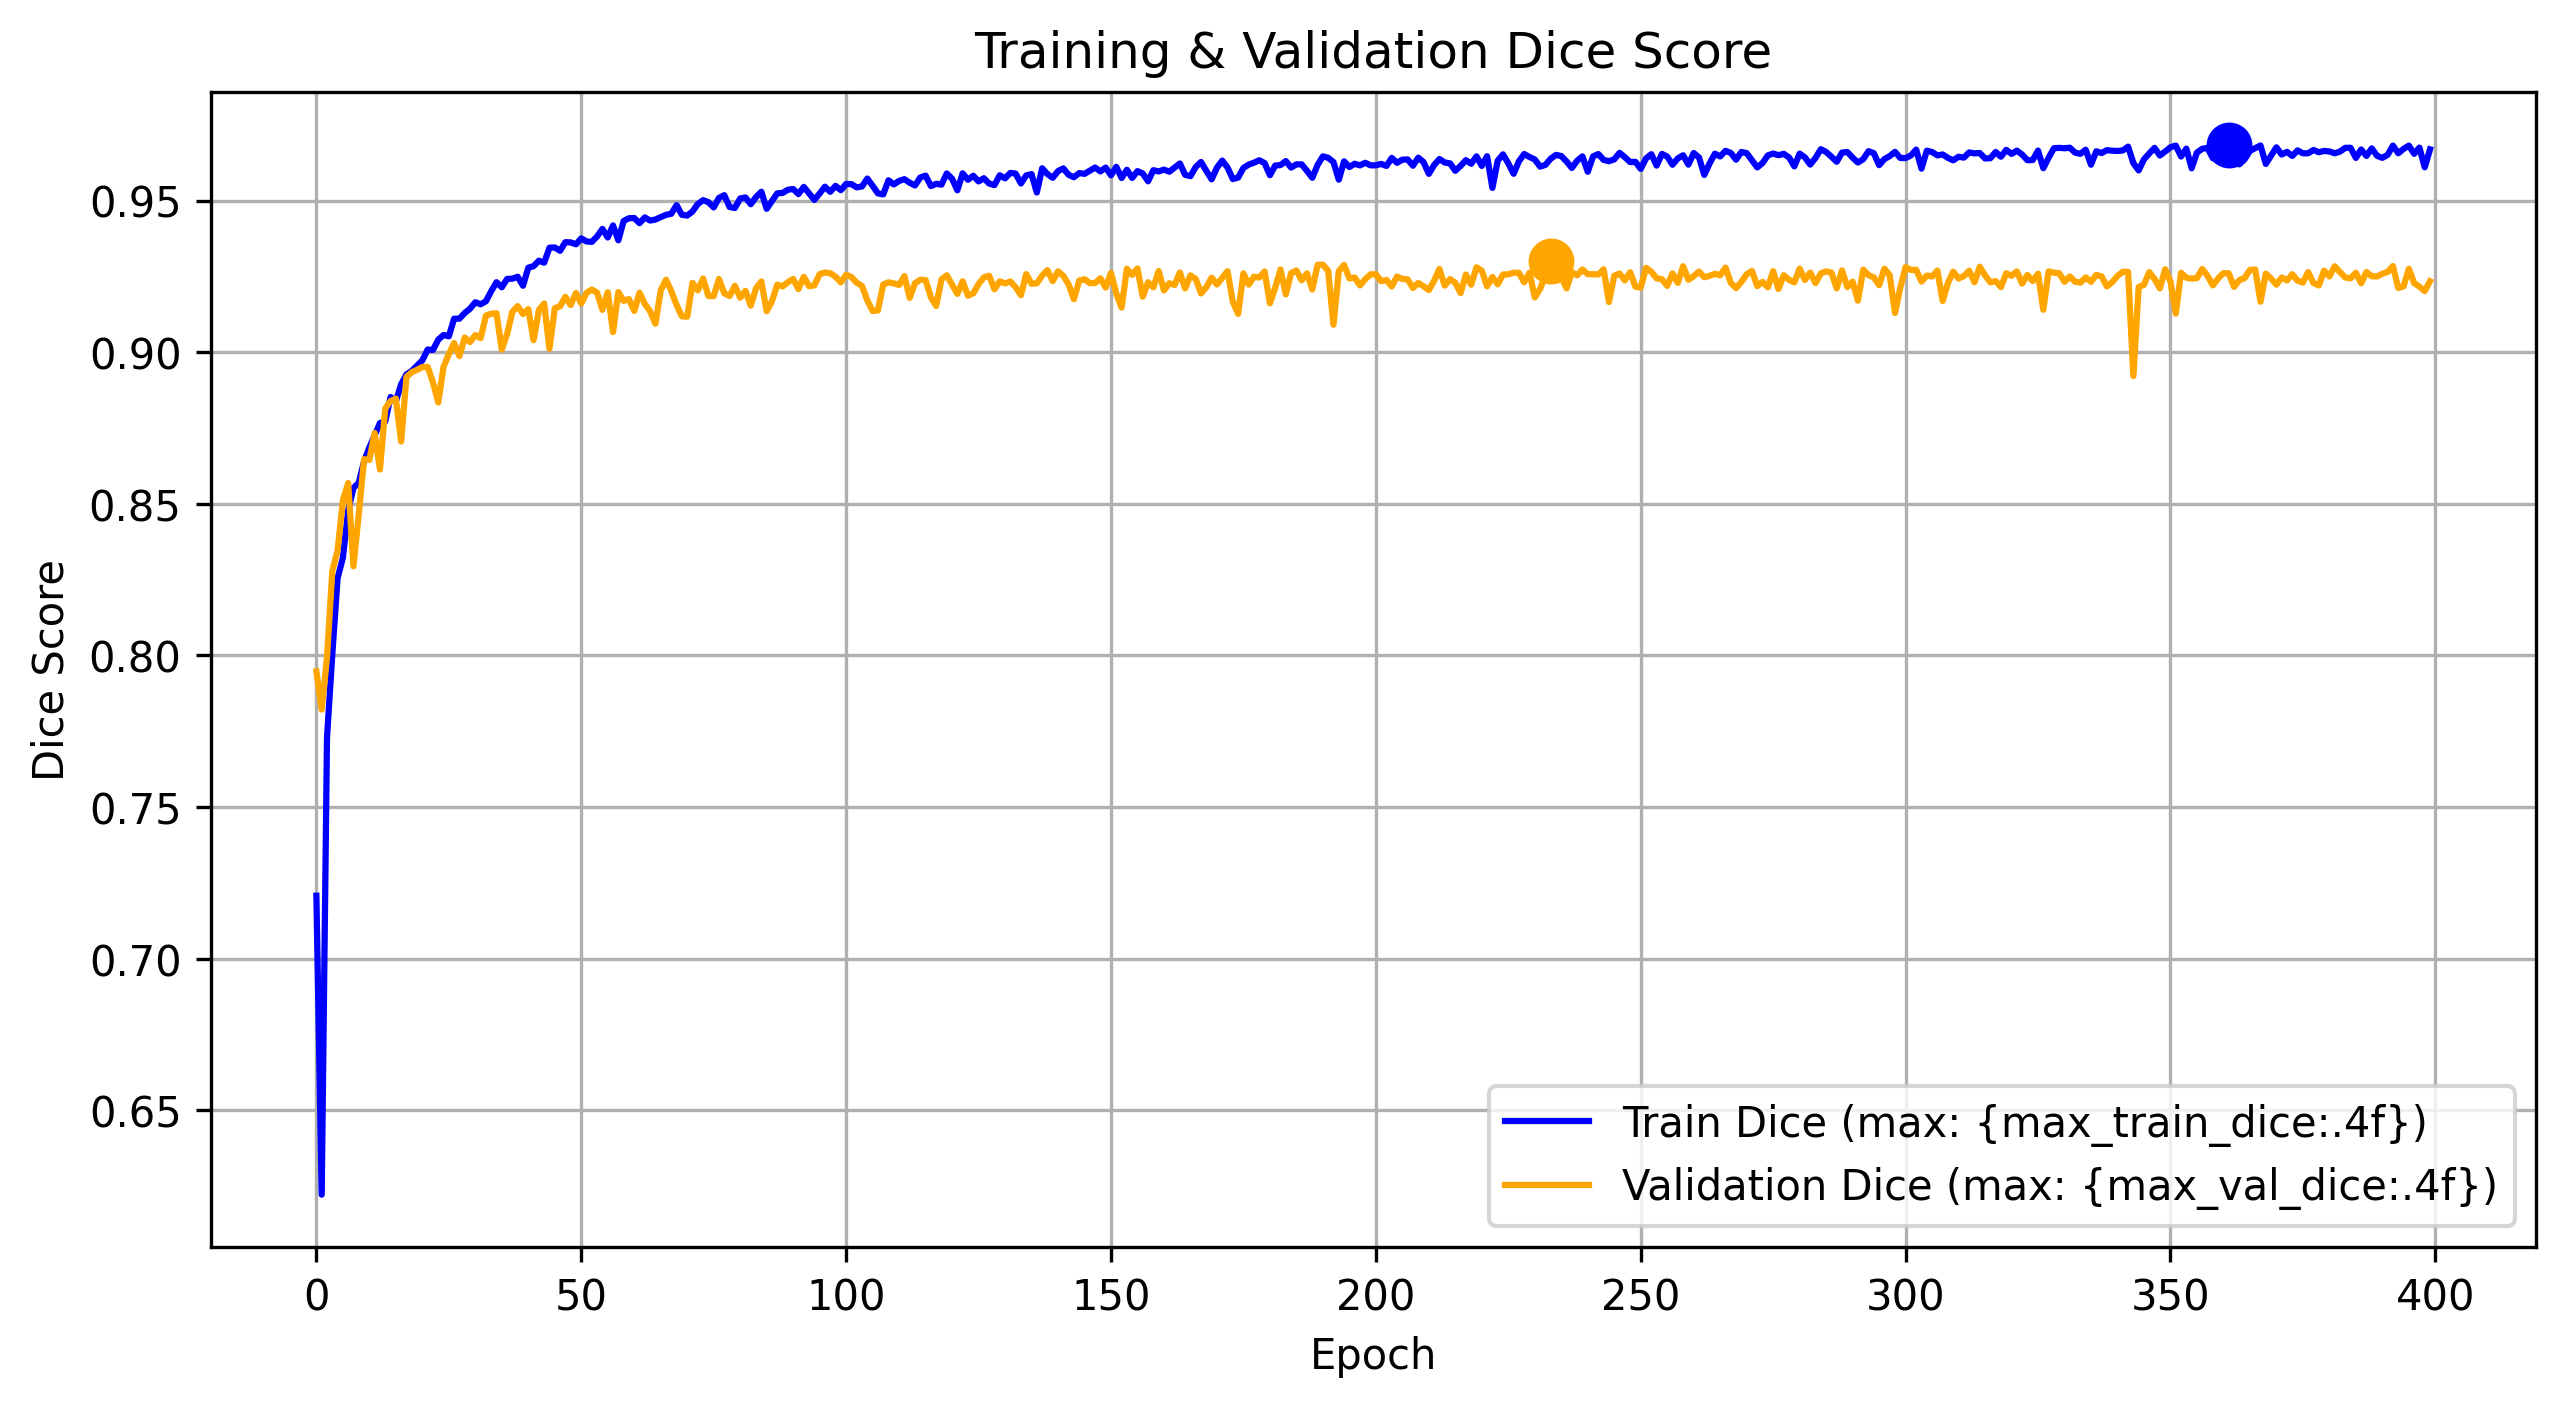 Training & Validation Dice Score
Dice Score
0.95
0.90
0.85
0.80
0.75
0.70
0.65
Train Dice (max: {max_train_dice:.4f})
Validation Dice (max: {max_val_dice:.4f})
0 50 100 150 200 250 300 350 400
Epoch